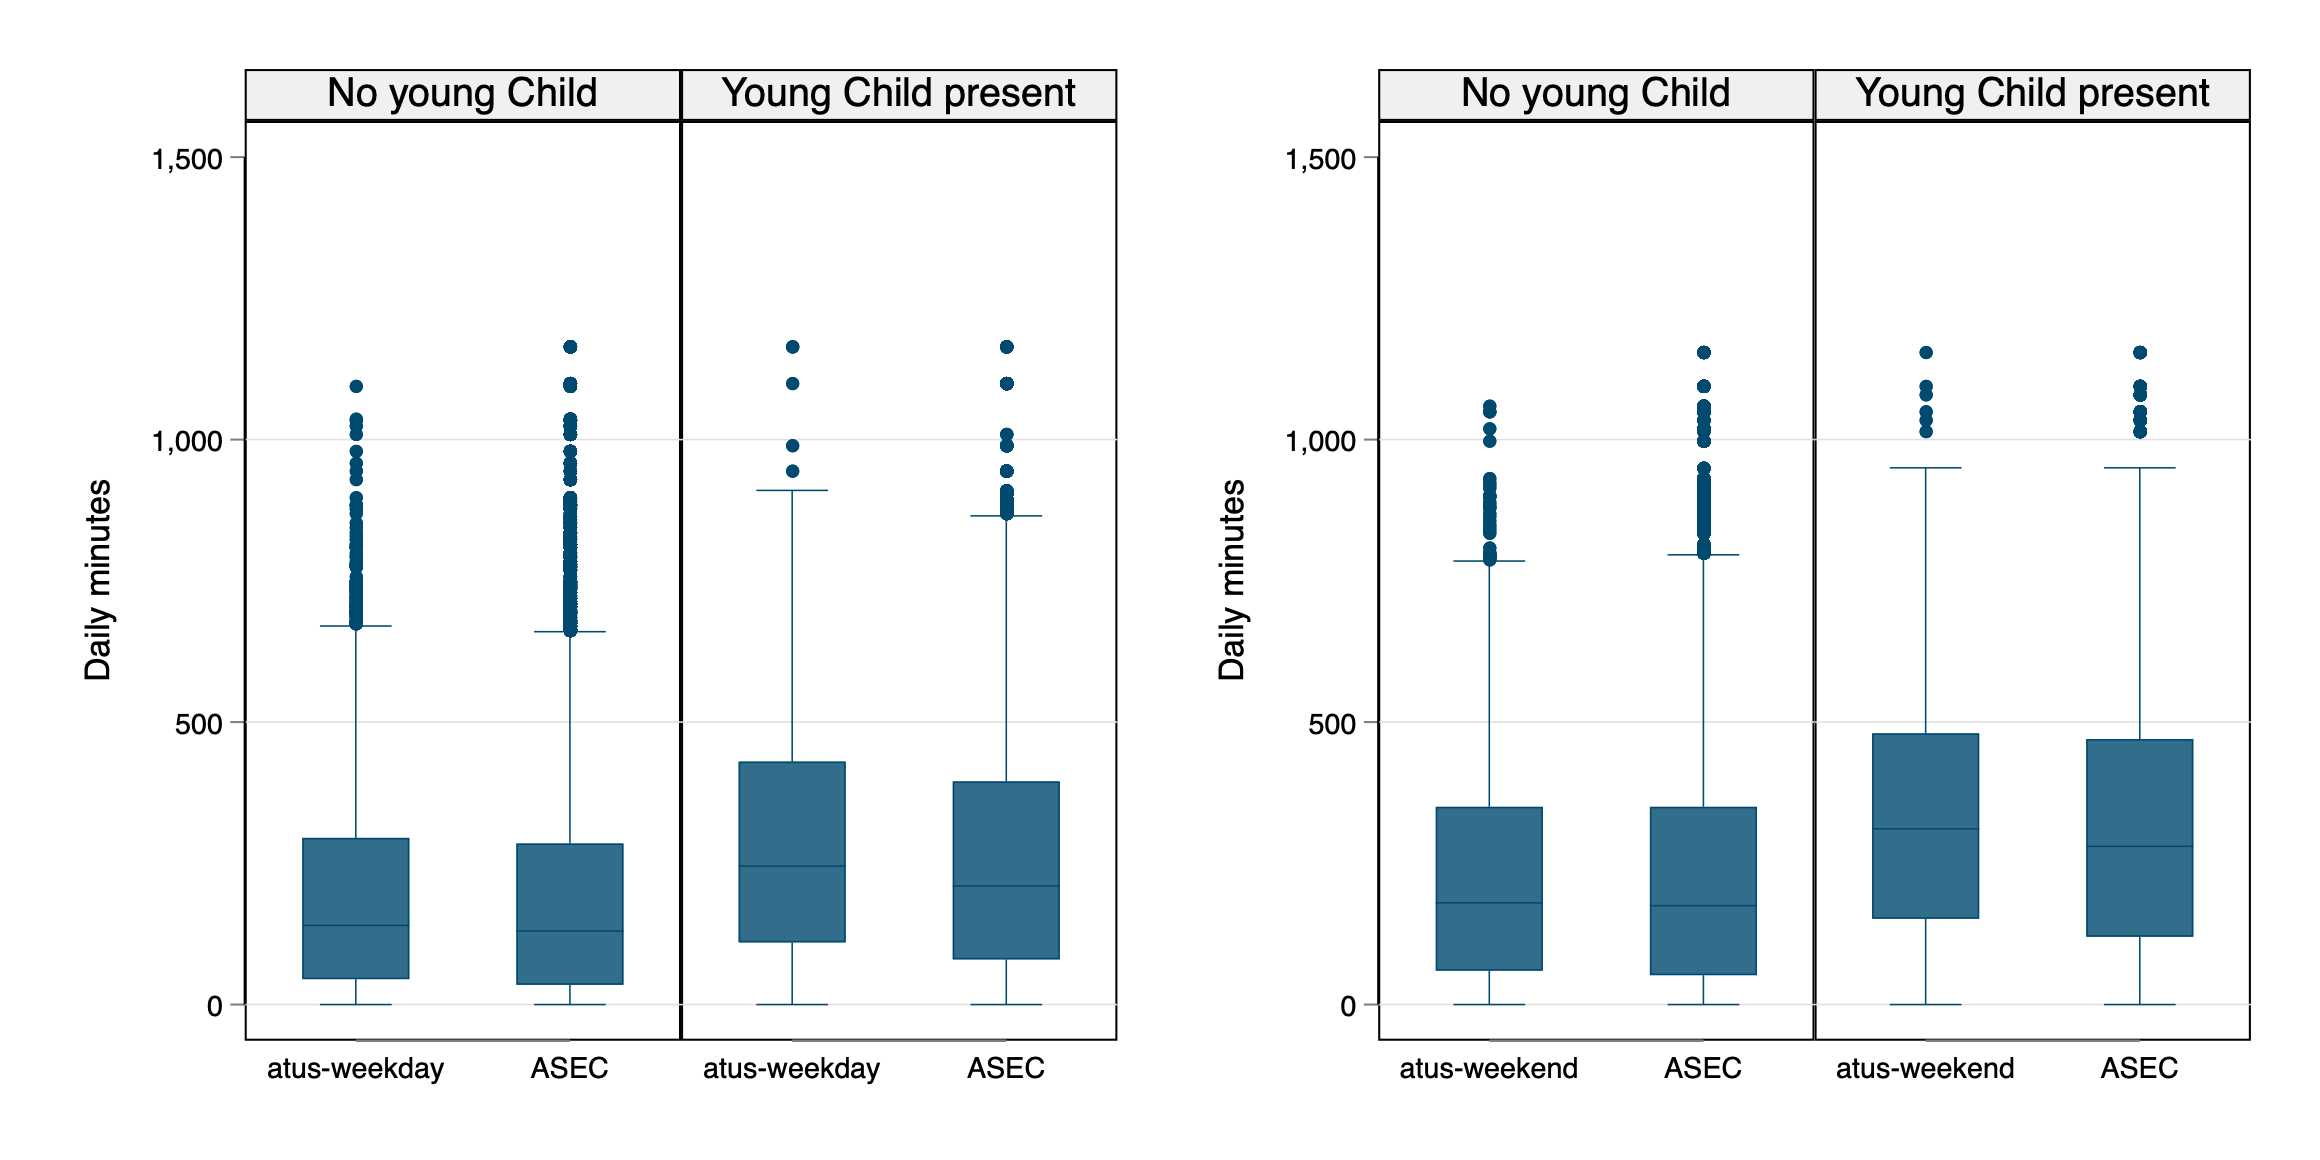 No young Child
Young Child present
1,500
1,000
500
0
Daily minutes
atus-weekday
ASEC
atus-weekday
ASEC
No young Child
Young Child present
1,500
1,000
500
0
Daily minutes
atus-weekend
ASEC
atus-weekend
ASEC